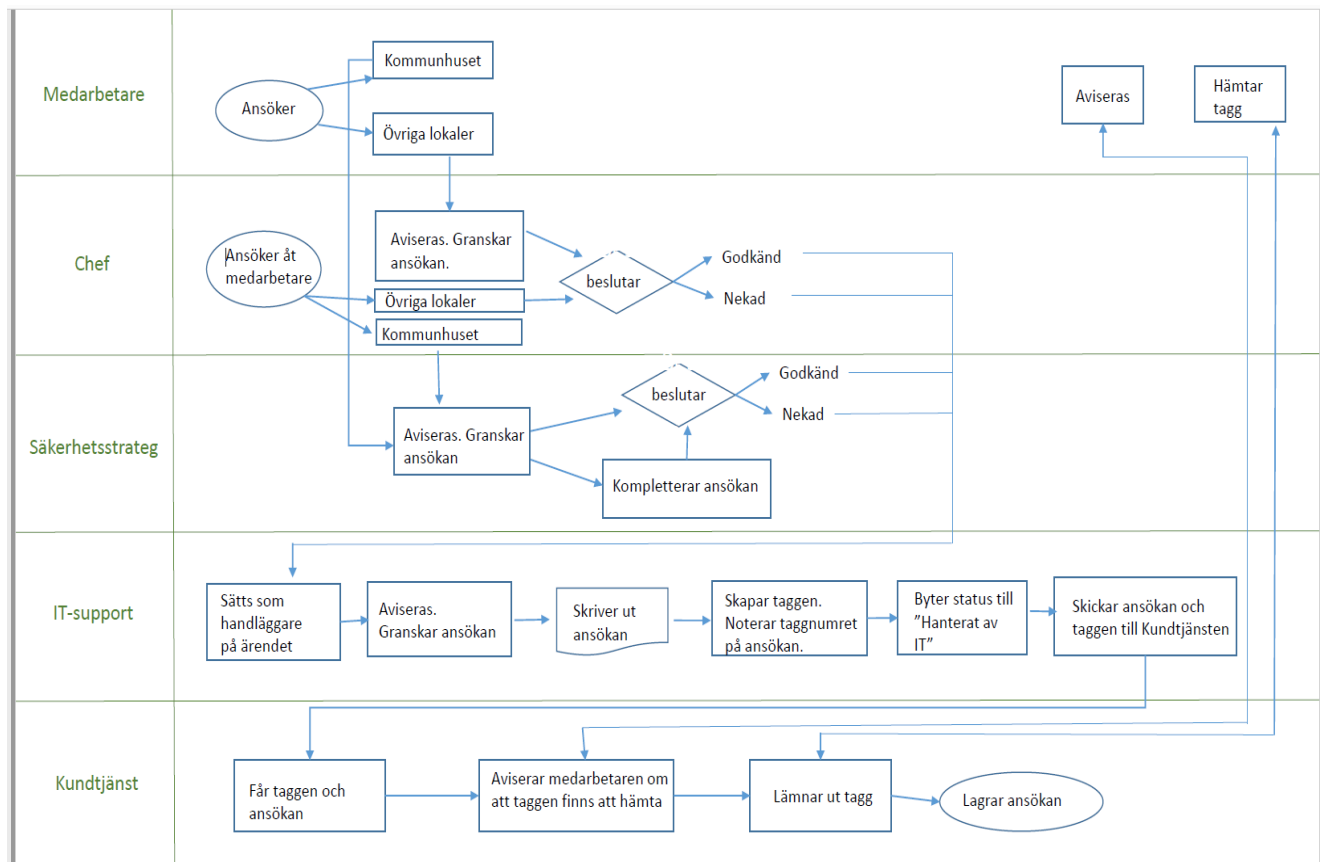 Medarbetare
Ansöker
Kommunhuset
Övriga lokaler
Aviseras
Hämtar
tagg
Chef
Ansöker åt
medarbetare
Aviseras. Granskar
ansökan.
Övriga lokaler
Kommunhuset
beslutar
Godkänd
Nekad
Säkerhetsstrateg
Aviseras. Granskar
ansökan
Kompletterar ansökan
beslutar
Godkänd
Nekad
IT-support
Sätts som
handläggare
på ärendet
Aviseras.
Granskar ansökan
Skriver ut
ansökan
Skapar taggen.
Noterar taggnumret
på ansökan.
Byter status till
”Hanterat av
IT”
Skickar ansökan och
taggen till Kundtjänsten
Kundtjänst
Får taggen och
ansökan
Aviserar medarbetaren om
att taggen finns att hämta
Lämnar ut tagg
Lagrar ansökan